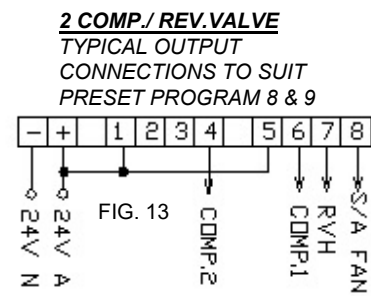 2 COMP./ REV.VALVE
TYPICAL OUTPUT
CONNECTIONS TO SUIT
PRESET PROGRAM 8 & 9
- + 1 2 3 4 5 6 7 8
FIG. 13
24V N
24V A
COMP.2
COMP.1
RVH
S/A FAN